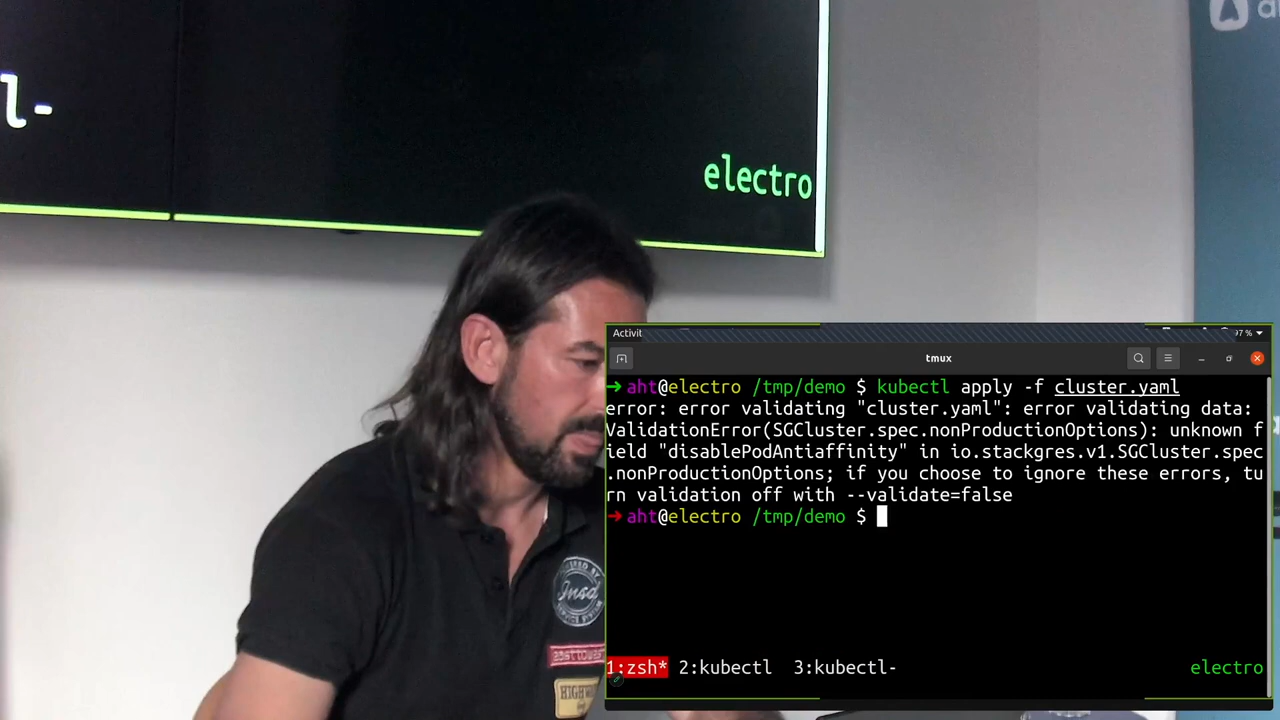 l-
electro
Activit
97 %
tmux
➜ aht@electro /tmp/demo $ kubectl apply -f cluster.yaml
error: error validating "cluster.yaml": error validating data:
ValidationError(SGCluster.spec.nonProductionOptions): unknown f
ield "disablePodAntiaffinity" in io.stackgres.v1.SGCluster.spec
.nonProductionOptions; if you choose to ignore these errors, tu
rn validation off with --validate=false
➜ aht@electro /tmp/demo $
1:zsh* 2:kubectl 3:kubectl-
electro